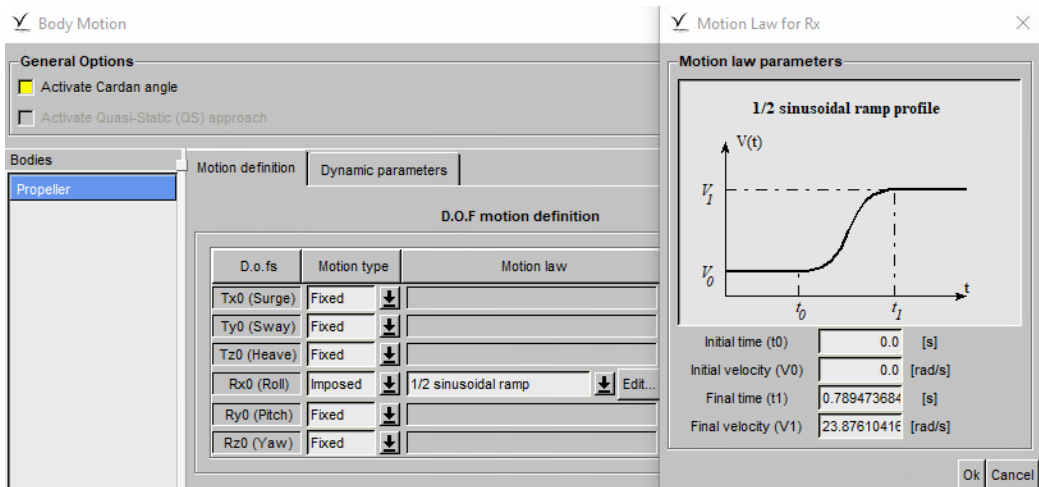 Body Motion
General Options
Activate Cardan angle
Activate Quasi-Static (QS) approach
Bodies
Propeller
Motion definition
Dynamic parameters
D.O.F motion definition
D.o.fs Motion type Motion law
Tx0 (Surge) Fixed
Ty0 (Sway) Fixed
Tz0 (Heave) Fixed
Rx0 (Roll) Imposed 1/2 sinusoidal ramp Edit...
Ry0 (Pitch) Fixed
Rz0 (Yaw) Fixed
Motion Law for Rx
Motion law parameters
1/2 sinusoidal ramp profile
V(t)
V1
V0
t
t0 t1
Initial time (t0) 0.0 [s]
Initial velocity (V0) 0.0 [rad/s]
Final time (t1) 0.789473684 [s]
Final velocity (V1) 23.87610416 [rad/s]
Ok Cancel